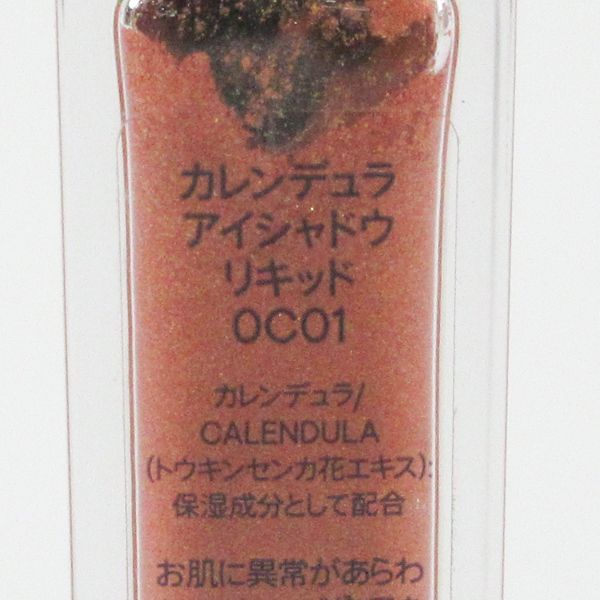 カレンデュラ
アイシャドウ
リキッド
OC01
カレンデュラ/
CALENDULA
(トウキンセンカ花エキス):
保湿成分として配合
お肌に異常があらわ